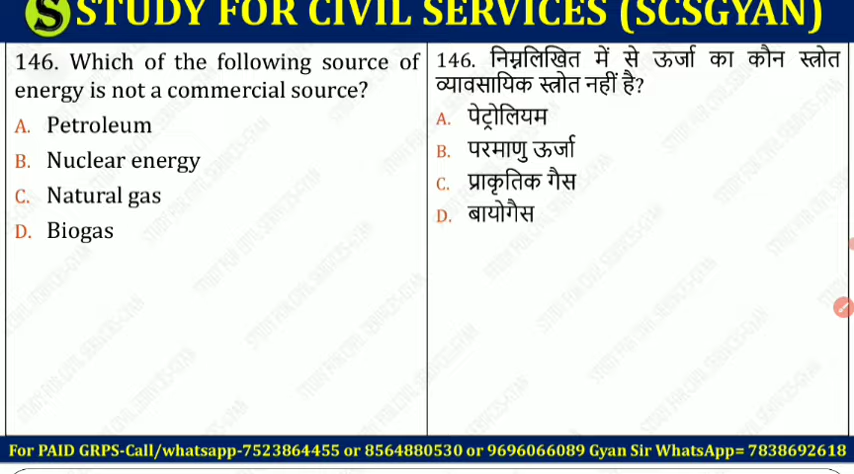 S STUDY FOR CIVIL SERVICES (SCSGYAN)
146. Which of the following source of
energy is not a commercial source?
A. Petroleum
B. Nuclear energy
C. Natural gas
D. Biogas
146. निम्नलिखित में से ऊर्जा का कौन स्त्रोत
व्यावसायिक स्त्रोत नहीं है?
A. पेट्रोलियम
B. परमाणु ऊर्जा
C. प्राकृतिक गैस
D. बायोगैस
For PAID GRPS-Call/whatsapp-7523864455 or 8564880530 or 9696066089 Gyan Sir WhatsApp= 7838692618